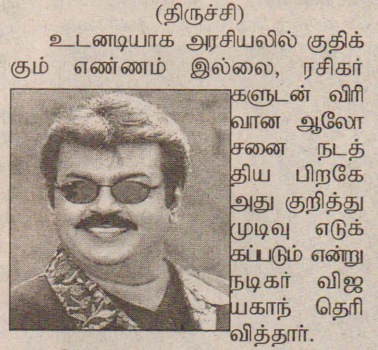 (திருச்சி)
உடனடியாக அரசியலில் குதிக்
கும் எண்ணம் இல்லை, ரசிகர்
களுடன் விரி
வான ஆலோ
சனை நடத்
திய பிறகே
அது குறித்து
முடிவு எடுக்
கப்படும் என்று
நடிகர் விஜ
யகாந் தெரி
வித்தார்.